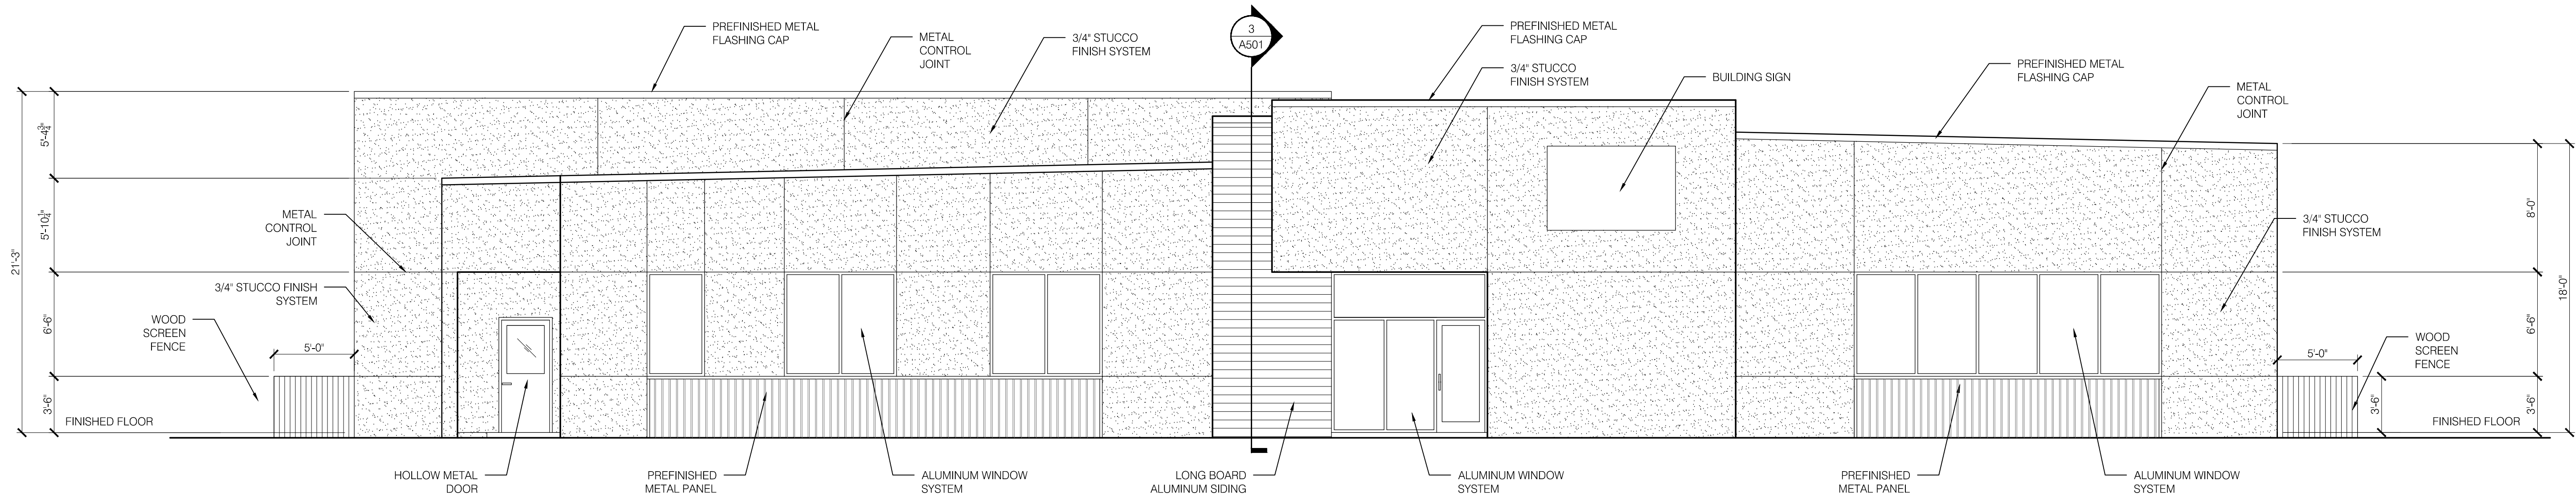 PREFINISHED METAL
FLASHING CAP
METAL
CONTROL
JOINT
3/4" STUCCO
FINISH SYSTEM
3
A501
PREFINISHED METAL
FLASHING CAP
3/4" STUCCO
FINISH SYSTEM
BUILDING SIGN
PREFINISHED METAL
FLASHING CAP
METAL
CONTROL
JOINT
21'-3"
5'-4¾"
5'-10¼"
6'-6"
3'-6"
METAL
CONTROL
JOINT
3/4" STUCCO FINISH
SYSTEM
WOOD
SCREEN
FENCE
5'-0"
FINISHED FLOOR
3/4" STUCCO
FINISH SYSTEM
8'-0"
18'-0"
6'-6"
3'-6"
WOOD
SCREEN
FENCE
5'-0"
3'-6"
FINISHED FLOOR
HOLLOW METAL
DOOR
PREFINISHED
METAL PANEL
ALUMINUM WINDOW
SYSTEM
LONG BOARD
ALUMINUM SIDING
ALUMINUM WINDOW
SYSTEM
PREFINISHED
METAL PANEL
ALUMINUM WINDOW
SYSTEM